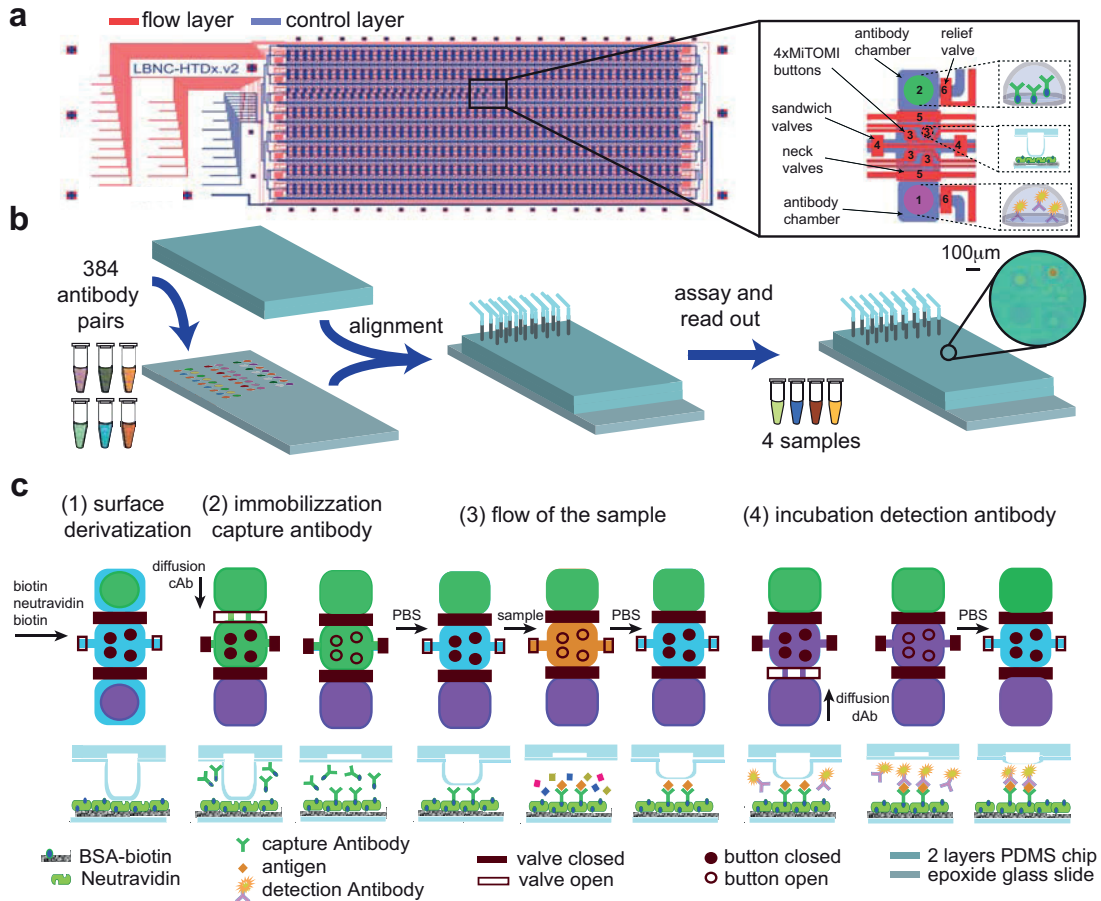 a
flow layer
control layer
LBNC-HTDx.v2
antibody
chamber
relief
valve
4xMiTOMI
buttons
sandwich
valves
neck
valves
antibody
chamber
2
6
5
3
3
4
4
3
3
5
1
6
b
384
antibody
pairs
alignment
assay and
read out
4 samples
100μm
c
(1) surface
derivatization
(2) immobilizzation
capture antibody
(3) flow of the sample
(4) incubation detection antibody
biotin
neutravidin
biotin
diffusion
cAb
PBS
sample
PBS
diffusion
dAb
PBS
BSA-biotin
Neutravidin
capture Antibody
antigen
detection Antibody
valve closed
valve open
button closed
button open
2 layers PDMS chip
epoxide glass slide